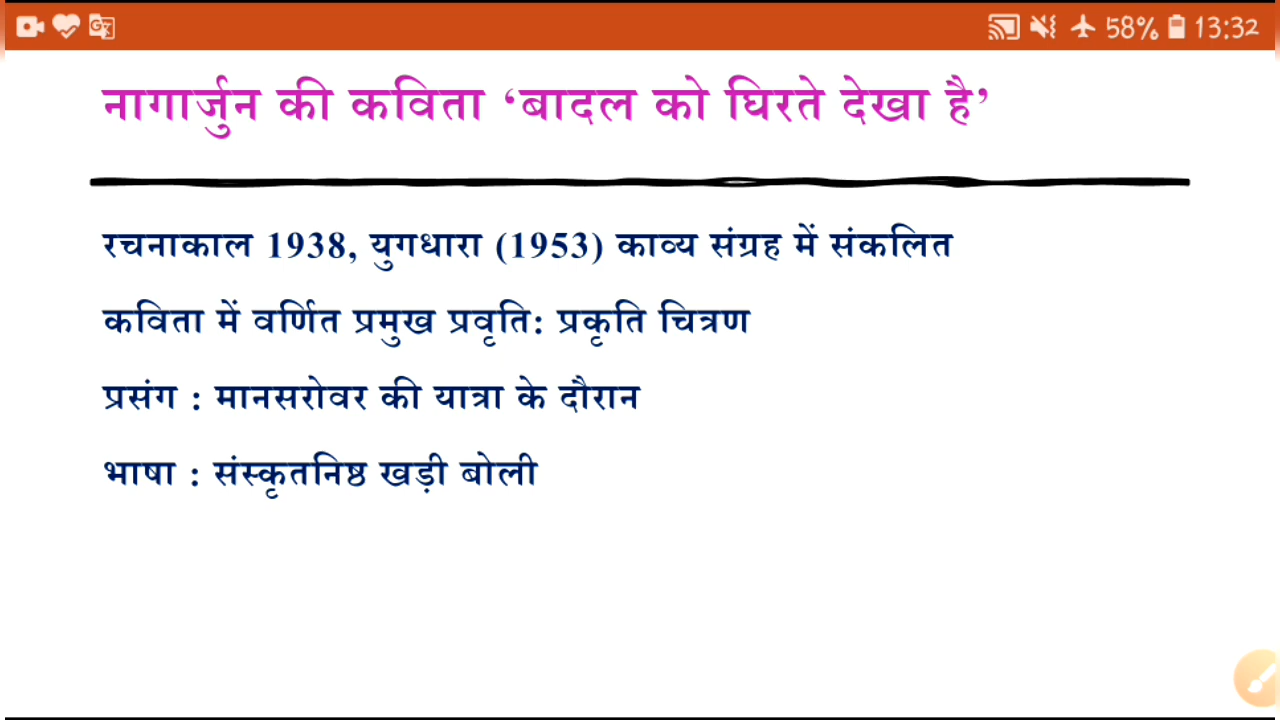 58% 13:32
नागार्जुन की कविता ‘बादल को घिरते देखा है’
रचनाकाल 1938, युगधारा (1953) काव्य संग्रह में संकलित
कविता में वर्णित प्रमुख प्रवृति: प्रकृति चित्रण
प्रसंग : मानसरोवर की यात्रा के दौरान
भाषा : संस्कृतनिष्ठ खड़ी बोली